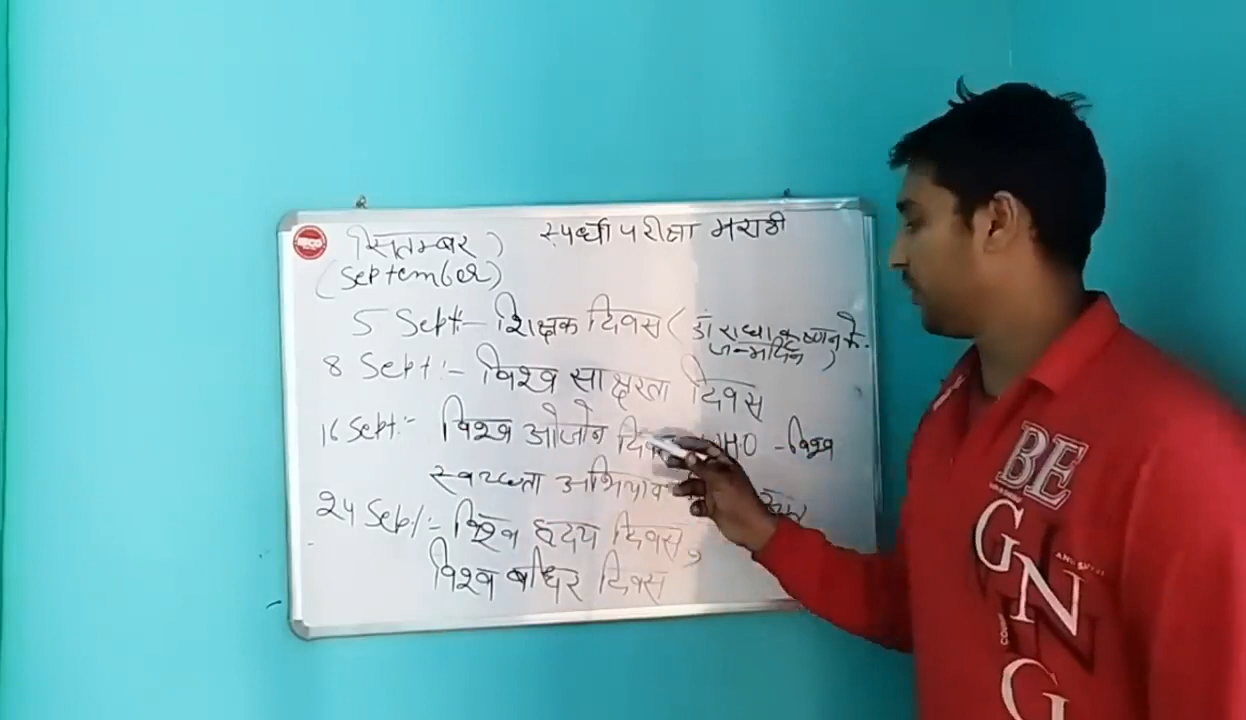 सितम्बर) स्पर्धा परीक्षा मराठी
(September)
5 Sept:- शिक्षक दिवस ( डॉ राधाकृष्णन के.
जन्मदिन )
8 Sept:- विश्व साक्षरता दिवस
16 Sept:- विश्व ओजोन H.O - विश्व
स्वच्छता
24 Sept:- विश्व हृदय दिवस,
विश्व बधिर दिवस
BE
G
N
G